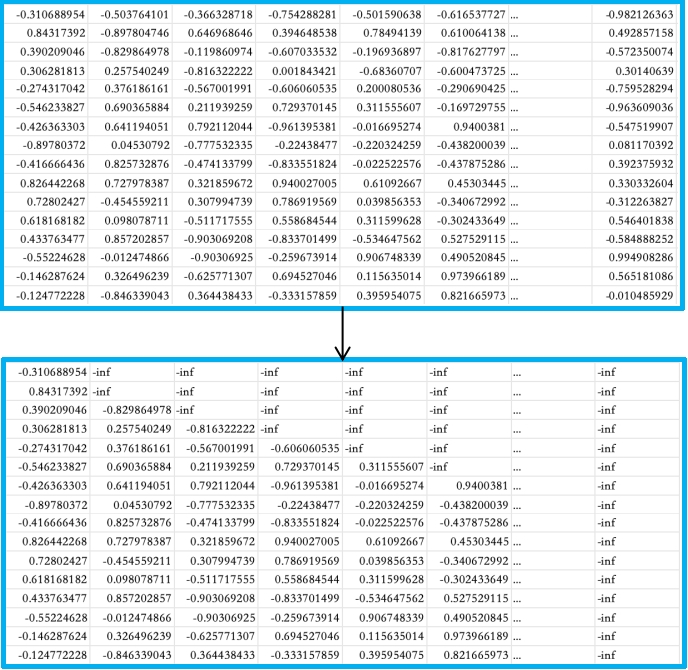 -0.310688954 -0.503764101 -0.366328718 -0.754288281 -0.501590638 -0.616537727 ... -0.982126363
0.84317392 -0.897804746 0.646968646 0.394648538 0.78494139 0.610064138 ... 0.492857158
0.390209046 -0.829864978 -0.119860974 -0.607033532 -0.196936897 -0.817627797 ... -0.572350074
0.306281813 0.257540249 -0.816322222 0.001843421 -0.68360707 -0.600473725 ... 0.30140639
-0.274317042 0.376186161 -0.567001991 -0.606060535 0.200080536 -0.290690425 ... -0.759528294
-0.546233827 0.690365884 0.211939259 0.729370145 0.311555607 -0.169729755 ... -0.963609036
-0.426363303 0.641194051 0.792112044 -0.961395381 -0.016695274 0.9400381 ... -0.547519907
-0.89780372 0.04530792 -0.777532335 -0.22438477 -0.220324259 -0.438200039 ... 0.081170392
-0.416666436 0.825732876 -0.474133799 -0.833551824 -0.022522576 -0.437875286 ... 0.392375932
0.826442268 0.727978387 0.321859672 0.940027005 0.61092667 0.45303445 ... 0.330332604
0.72802427 -0.454559211 0.307994739 0.786919569 0.039856353 -0.340672992 ... -0.312263827
0.618168182 0.098078711 -0.511717555 0.558684544 0.311599628 -0.302433649 ... 0.546401838
0.433763477 0.857202857 -0.903069208 -0.833701499 -0.534647562 0.527529115 ... -0.584888252
-0.55224628 -0.012474866 -0.90306925 -0.259673914 0.906748339 0.490520845 ... 0.994908286
-0.146287624 0.326496239 -0.625771307 0.694527046 0.115635014 0.973966189 ... 0.565181086
-0.124772228 -0.846339043 0.364438433 -0.333157859 0.395954075 0.821665973 ... -0.010485929
-0.310688954 -inf -inf -inf -inf -inf ... -inf
0.84317392 -inf -inf -inf -inf -inf ... -inf
0.390209046 -0.829864978 -inf -inf -inf -inf ... -inf
0.306281813 0.257540249 -0.816322222 -inf -inf -inf ... -inf
-0.274317042 0.376186161 -0.567001991 -0.606060535 -inf -inf ... -inf
-0.546233827 0.690365884 0.211939259 0.729370145 0.311555607 -inf ... -inf
-0.426363303 0.641194051 0.792112044 -0.961395381 -0.016695274 0.9400381 ... -inf
-0.89780372 0.04530792 -0.777532335 -0.22438477 -0.220324259 -0.438200039 ... -inf
-0.416666436 0.825732876 -0.474133799 -0.833551824 -0.022522576 -0.437875286 ... -inf
0.826442268 0.727978387 0.321859672 0.940027005 0.61092667 0.45303445 ... -inf
0.72802427 -0.454559211 0.307994739 0.786919569 0.039856353 -0.340672992 ... -inf
0.618168182 0.098078711 -0.511717555 0.558684544 0.311599628 -0.302433649 ... -inf
0.433763477 0.857202857 -0.903069208 -0.833701499 -0.534647562 0.527529115 ... -inf
-0.55224628 -0.012474866 -0.90306925 -0.259673914 0.906748339 0.490520845 ... -inf
-0.146287624 0.326496239 -0.625771307 0.694527046 0.115635014 0.973966189 ... -inf
-0.124772228 -0.846339043 0.364438433 -0.333157859 0.395954075 0.821665973 ... -inf